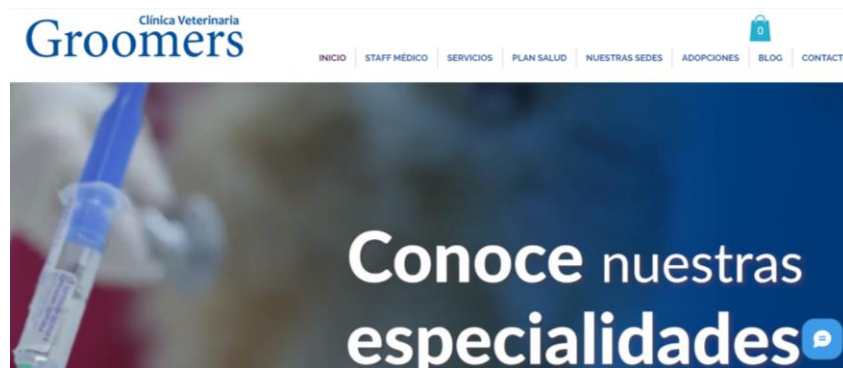 Clínica Veterinaria
Groomers
0
INICIO STAFF MÉDICO SERVICIOS PLAN SALUD NUESTRAS SEDES ADOPCIONES BLOG CONTACT
Conoce nuestras
especialidades